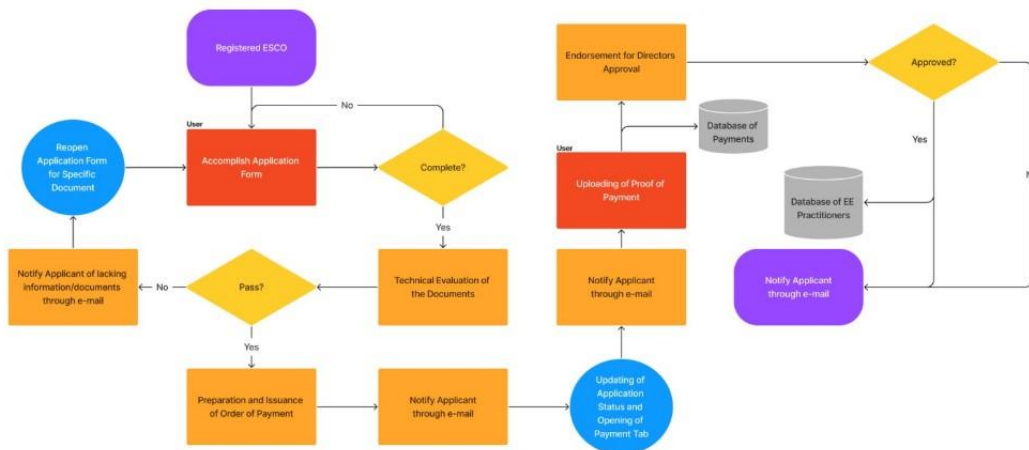 Registered ESCO
No
User
Reopen
Application Form
for Specific
Document
Accomplish Application
Form
Complete?
Yes
Notify Applicant of lacking
information/documents
through e-mail
No
Pass?
Technical Evaluation of
the Documents
Yes
Preparation and Issuance
of Order of Payment
Notify Applicant
through e-mail
Updating of
Application
Status and
Opening of
Payment Tab
Notify Applicant
through e-mail
User
Uploading of Proof of
Payment
Database of
Payments
Endorsement for Directors
Approval
Approved?
Yes
Database of EE
Practitioners
Notify Applicant
through e-mail